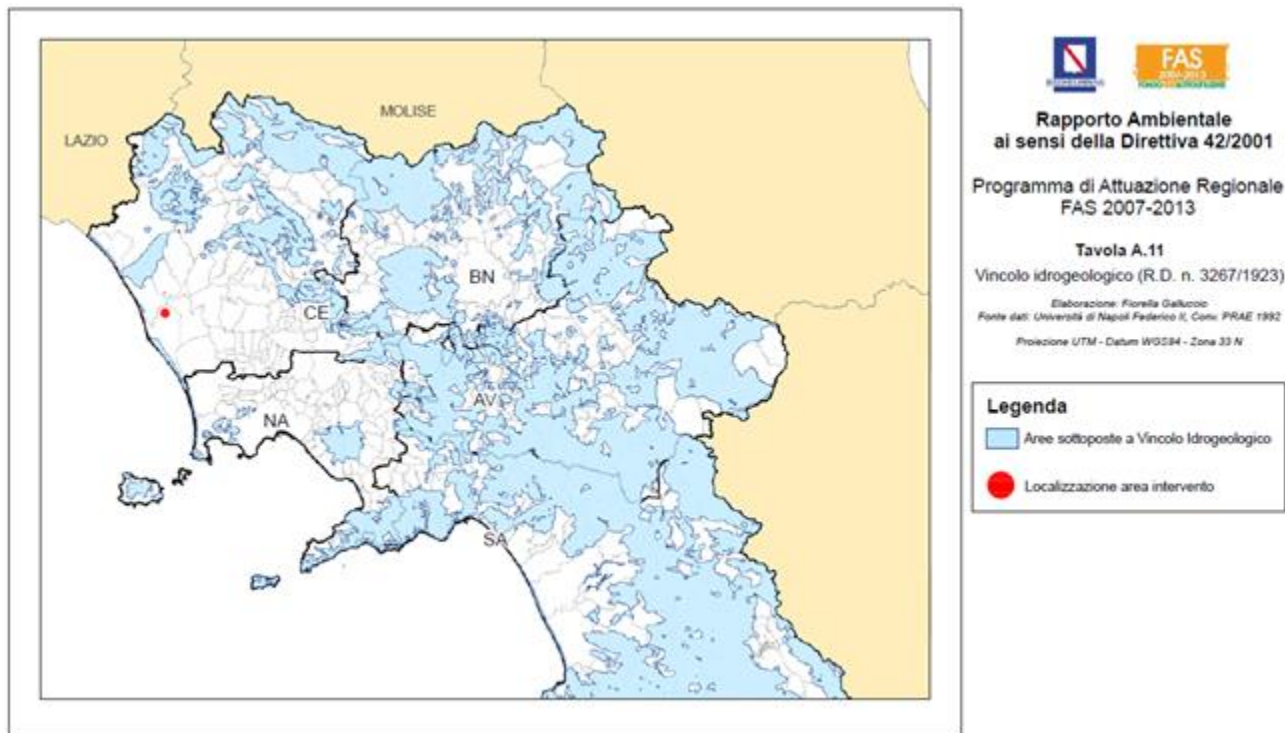 LAZIO
MOLISE
CE
BN
NA
AV
SA
FAS
2007-2013
Rapporto Ambientale
ai sensi della Direttiva 42/2001
Programma di Attuazione Regionale
FAS 2007-2013
Tavola A.11
Vincolo idrogeologico (R.D. n. 3267/1923)
Elaborazione: Fiorella Galluccio
Fonte dati: Università di Napoli Federico II, Conv. PRAE 1992
Proiezione UTM - Datum WGS84 - Zona 33 N
Legenda
Aree sottoposte a Vincolo Idrogeologico
Localizzazione area intervento